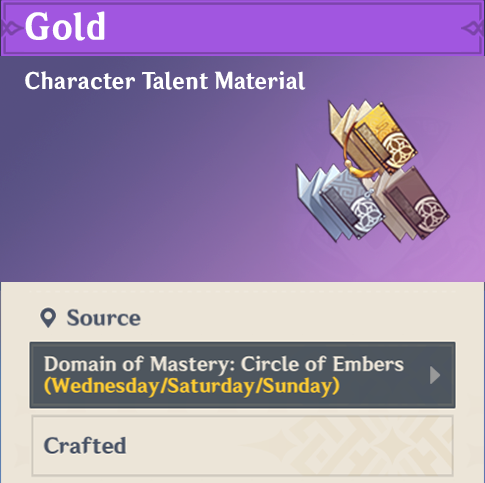 Gold
Character Talent Material
Source
Domain of Mastery: Circle of Embers
(Wednesday/Saturday/Sunday)
Crafted